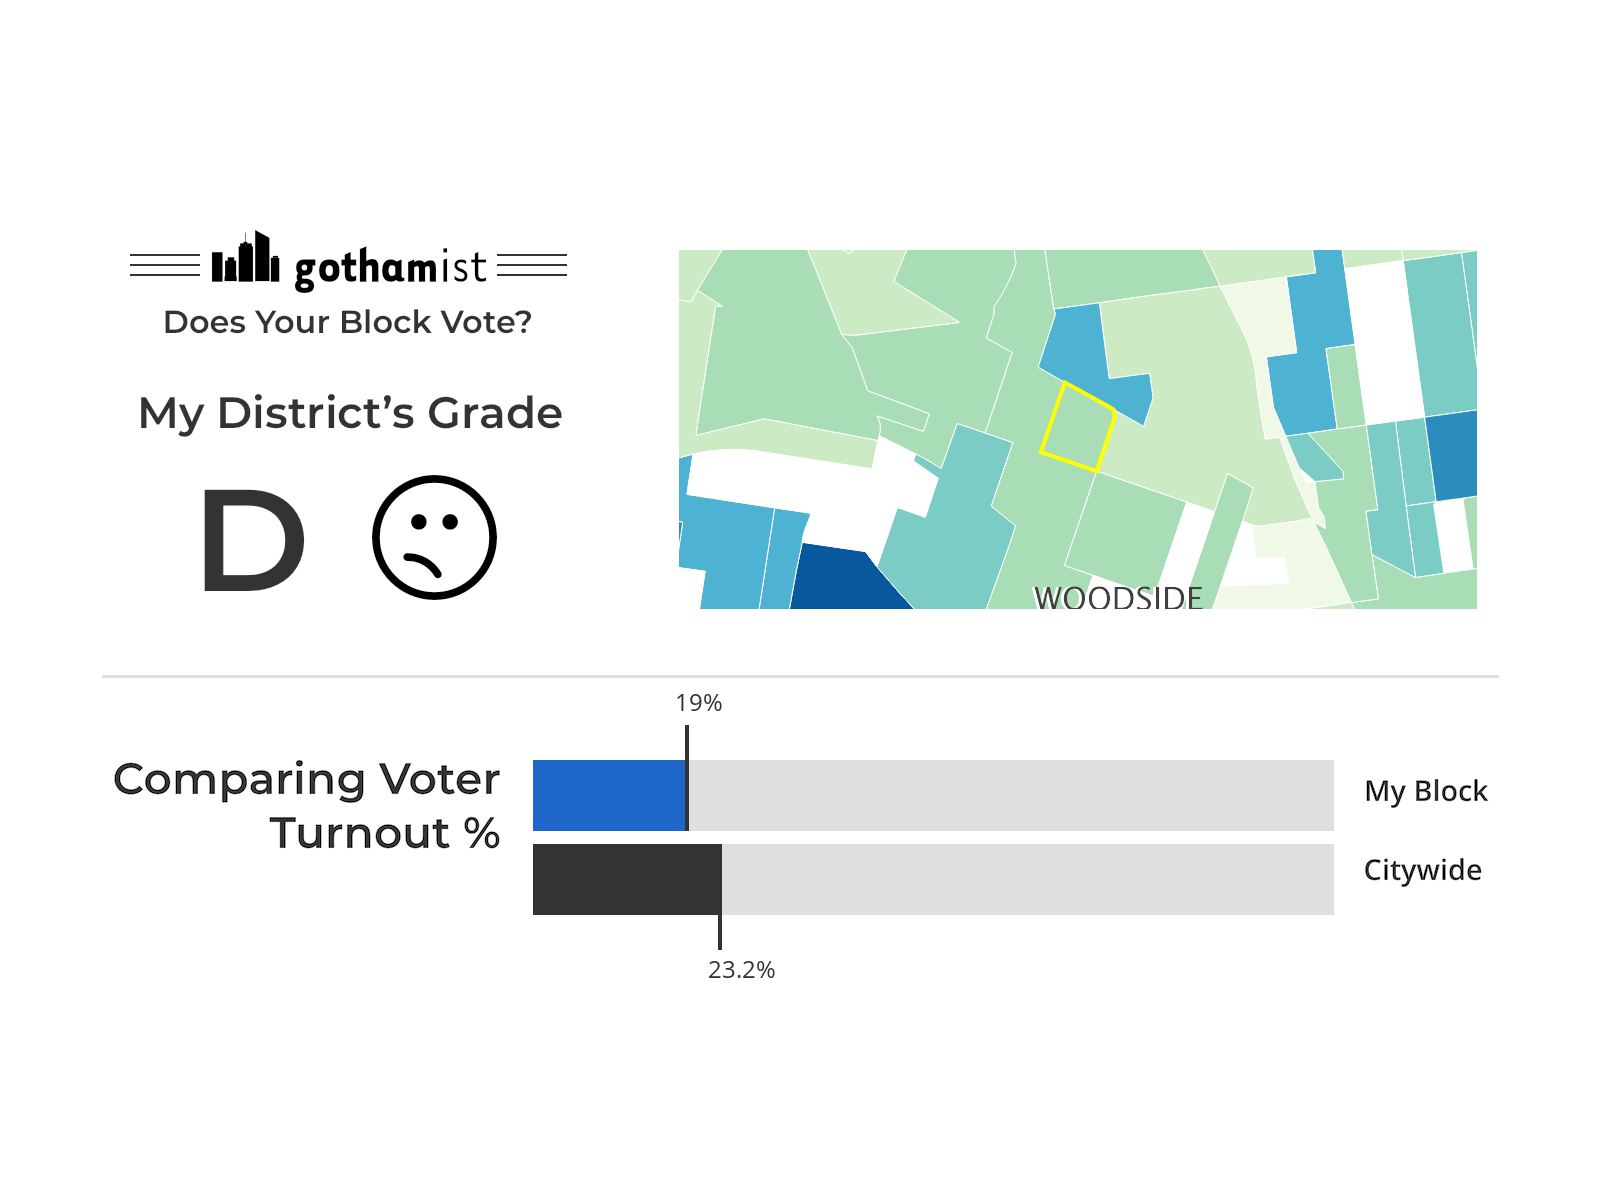 gothamist
Does Your Block Vote?
My District’s Grade
D
WOODSIDE
19%
Comparing Voter
Turnout %
My Block
Citywide
23.2%